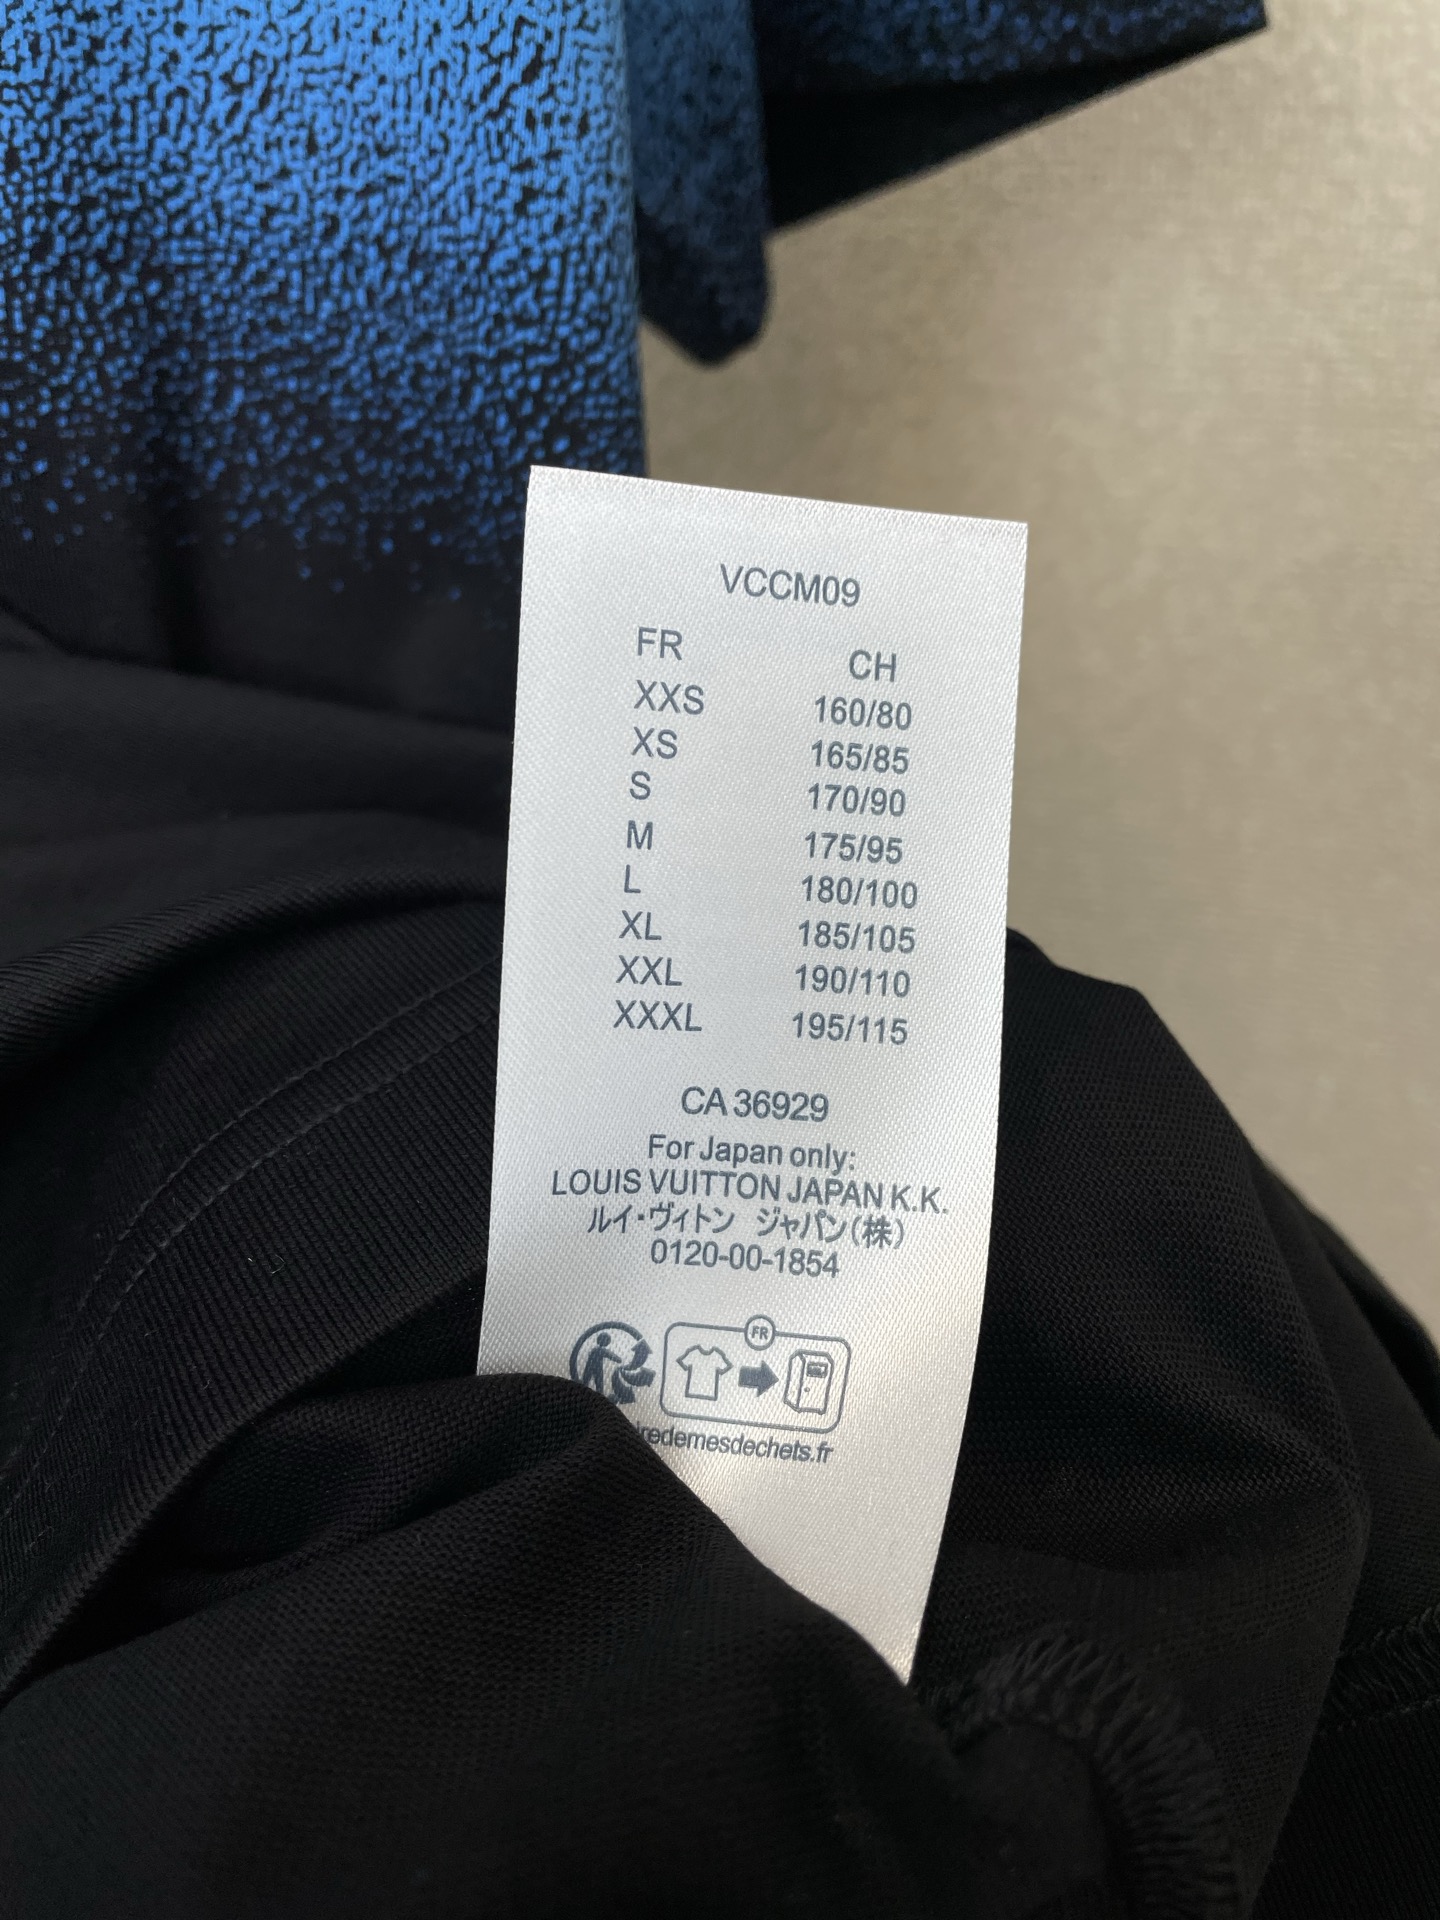 VCCM09
FR CH
XXS 160/80
XS 165/85
S 170/90
M 175/95
L 180/100
XL 185/105
XXL 190/110
XXXL 195/115
CA 36929
For Japan only:
LOUIS VUITTON JAPAN K.K.
ルイ・ヴィトン ジャパン(株)
0120-00-1854
FR
redemesdechets.fr